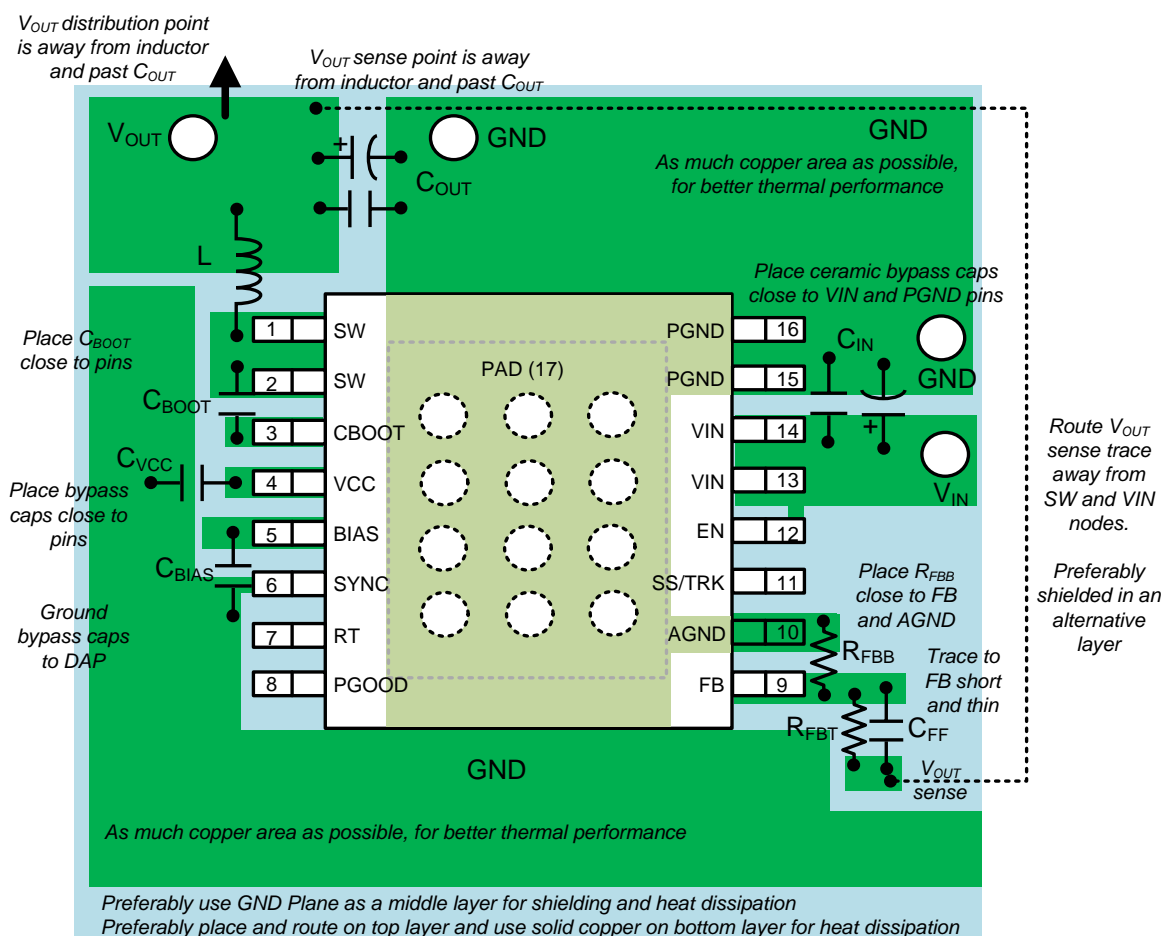 VOUT distribution point
is away from inductor
and past COUT
VOUT sense point is away
from inductor and past COUT
VOUT
+
COUT
GND
GND
As much copper area as possible,
for better thermal performance
L
Place ceramic bypass caps
close to VIN and PGND pins
Place CBOOT
close to pins
CBOOT
CVCC
Place bypass
caps close to
pins
CBIAS
Ground
bypass caps
to DAP
1 SW
2 SW
3 CBOOT
4 VCC
5 BIAS
6 SYNC
7 RT
8 PGOOD
PAD (17)
PGND 16
PGND 15
VIN 14
VIN 13
EN 12
SS/TRK 11
AGND 10
FB 9
CIN
+
GND
VIN
Route VOUT
sense trace
away from
SW and VIN
nodes.
Preferably
shielded in an
alternative
layer
Place RFBB
close to FB
and AGND
RFBB
Trace to
FB short
and thin
RFBT
CFF
VOUT
sense
GND
As much copper area as possible, for better thermal performance
Preferably use GND Plane as a middle layer for shielding and heat dissipation
Preferably place and route on top layer and use solid copper on bottom layer for heat dissipation